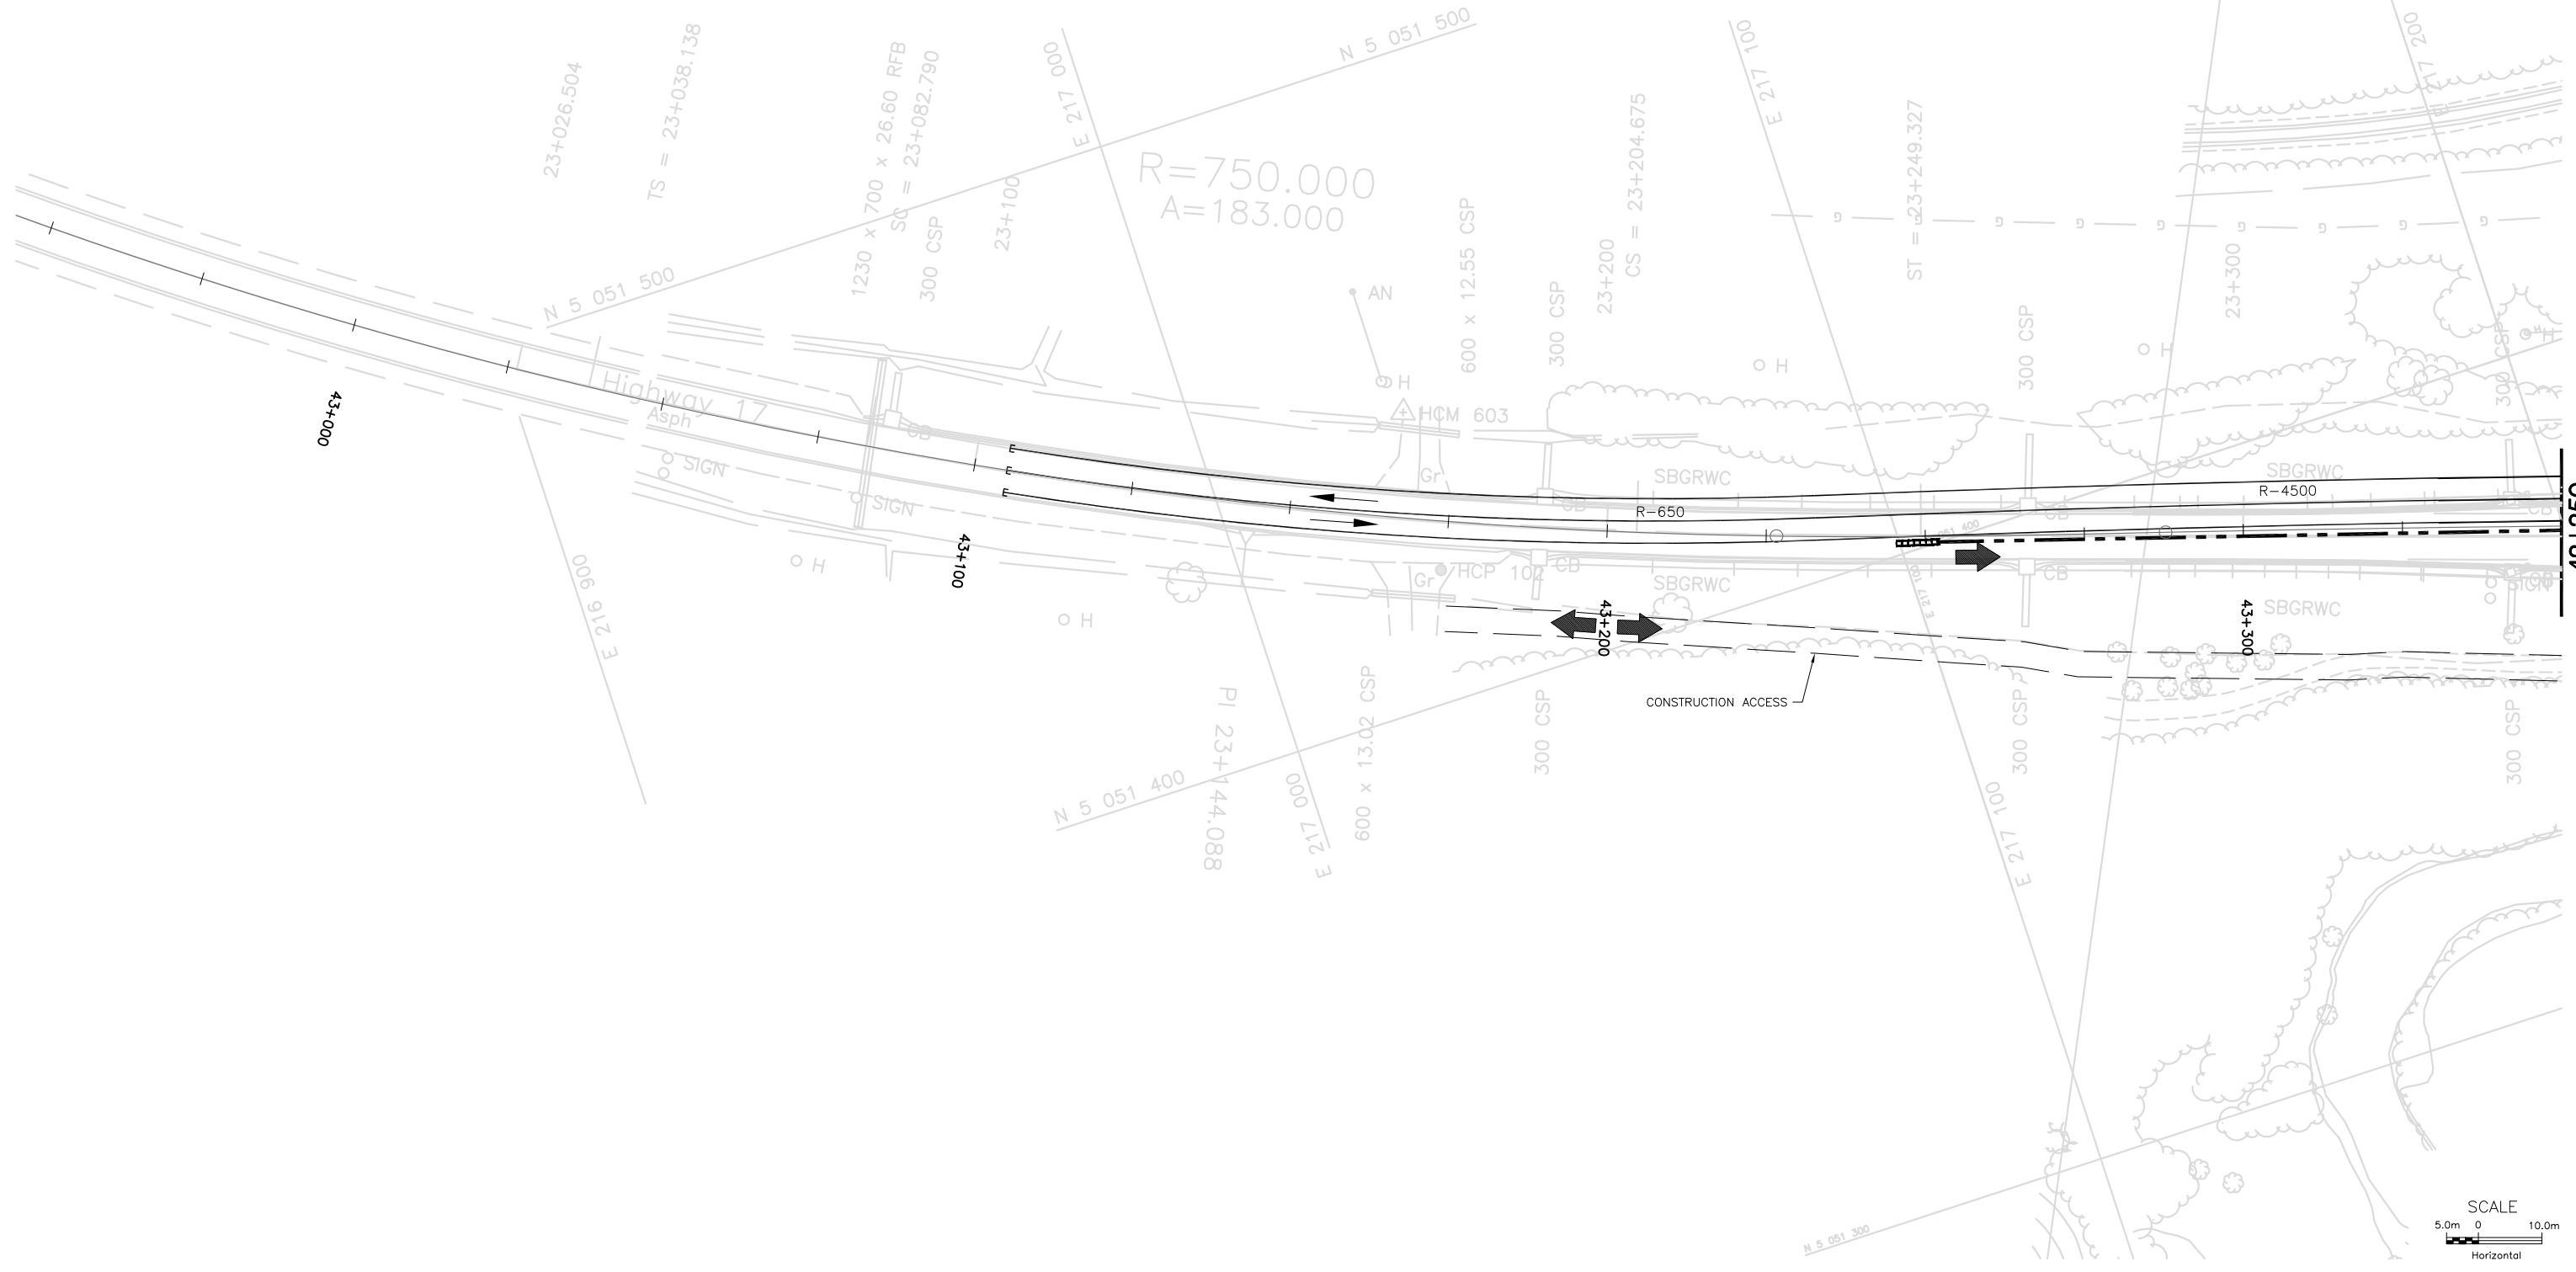 23+026.504
TS = 23+038.138
1230 x 700 x 26.60 RFB
SC = 23+082.790
300 CSP
23+100
E 217 000
N 5 051 500
N 5 051 500
R=750.000
A=183.000
AN
H
600 x 12.55 CSP
300 CSP
23+200
CS = 23+204.675
E 217 100
ST = 23+249.327
300 CSP
23+300
E 217 200
G
G
G
G
G
G
G
G
G
H
H
H
300 CSP
43+000
Highway 17
Asph
SIGN
SIGN
CB
E
E
E
HCM 603
Gr
CB
SBGRWC
R-650
CB
SBGRWC
R-4500
CB
43+100
H
H
E 216 900
Gr
HCP 102
CB
SBGRWC
CB
SBGRWC
SIGN
43+200
43+300
E 217 100
CONSTRUCTION ACCESS
PI 23+144.088
N 5 051 400
E 217 000
600 x 13.02 CSP
300 CSP
300 CSP
300 CSP
E 217 100
N 5 051 300
SCALE
5.0m 0 10.0m
Horizontal